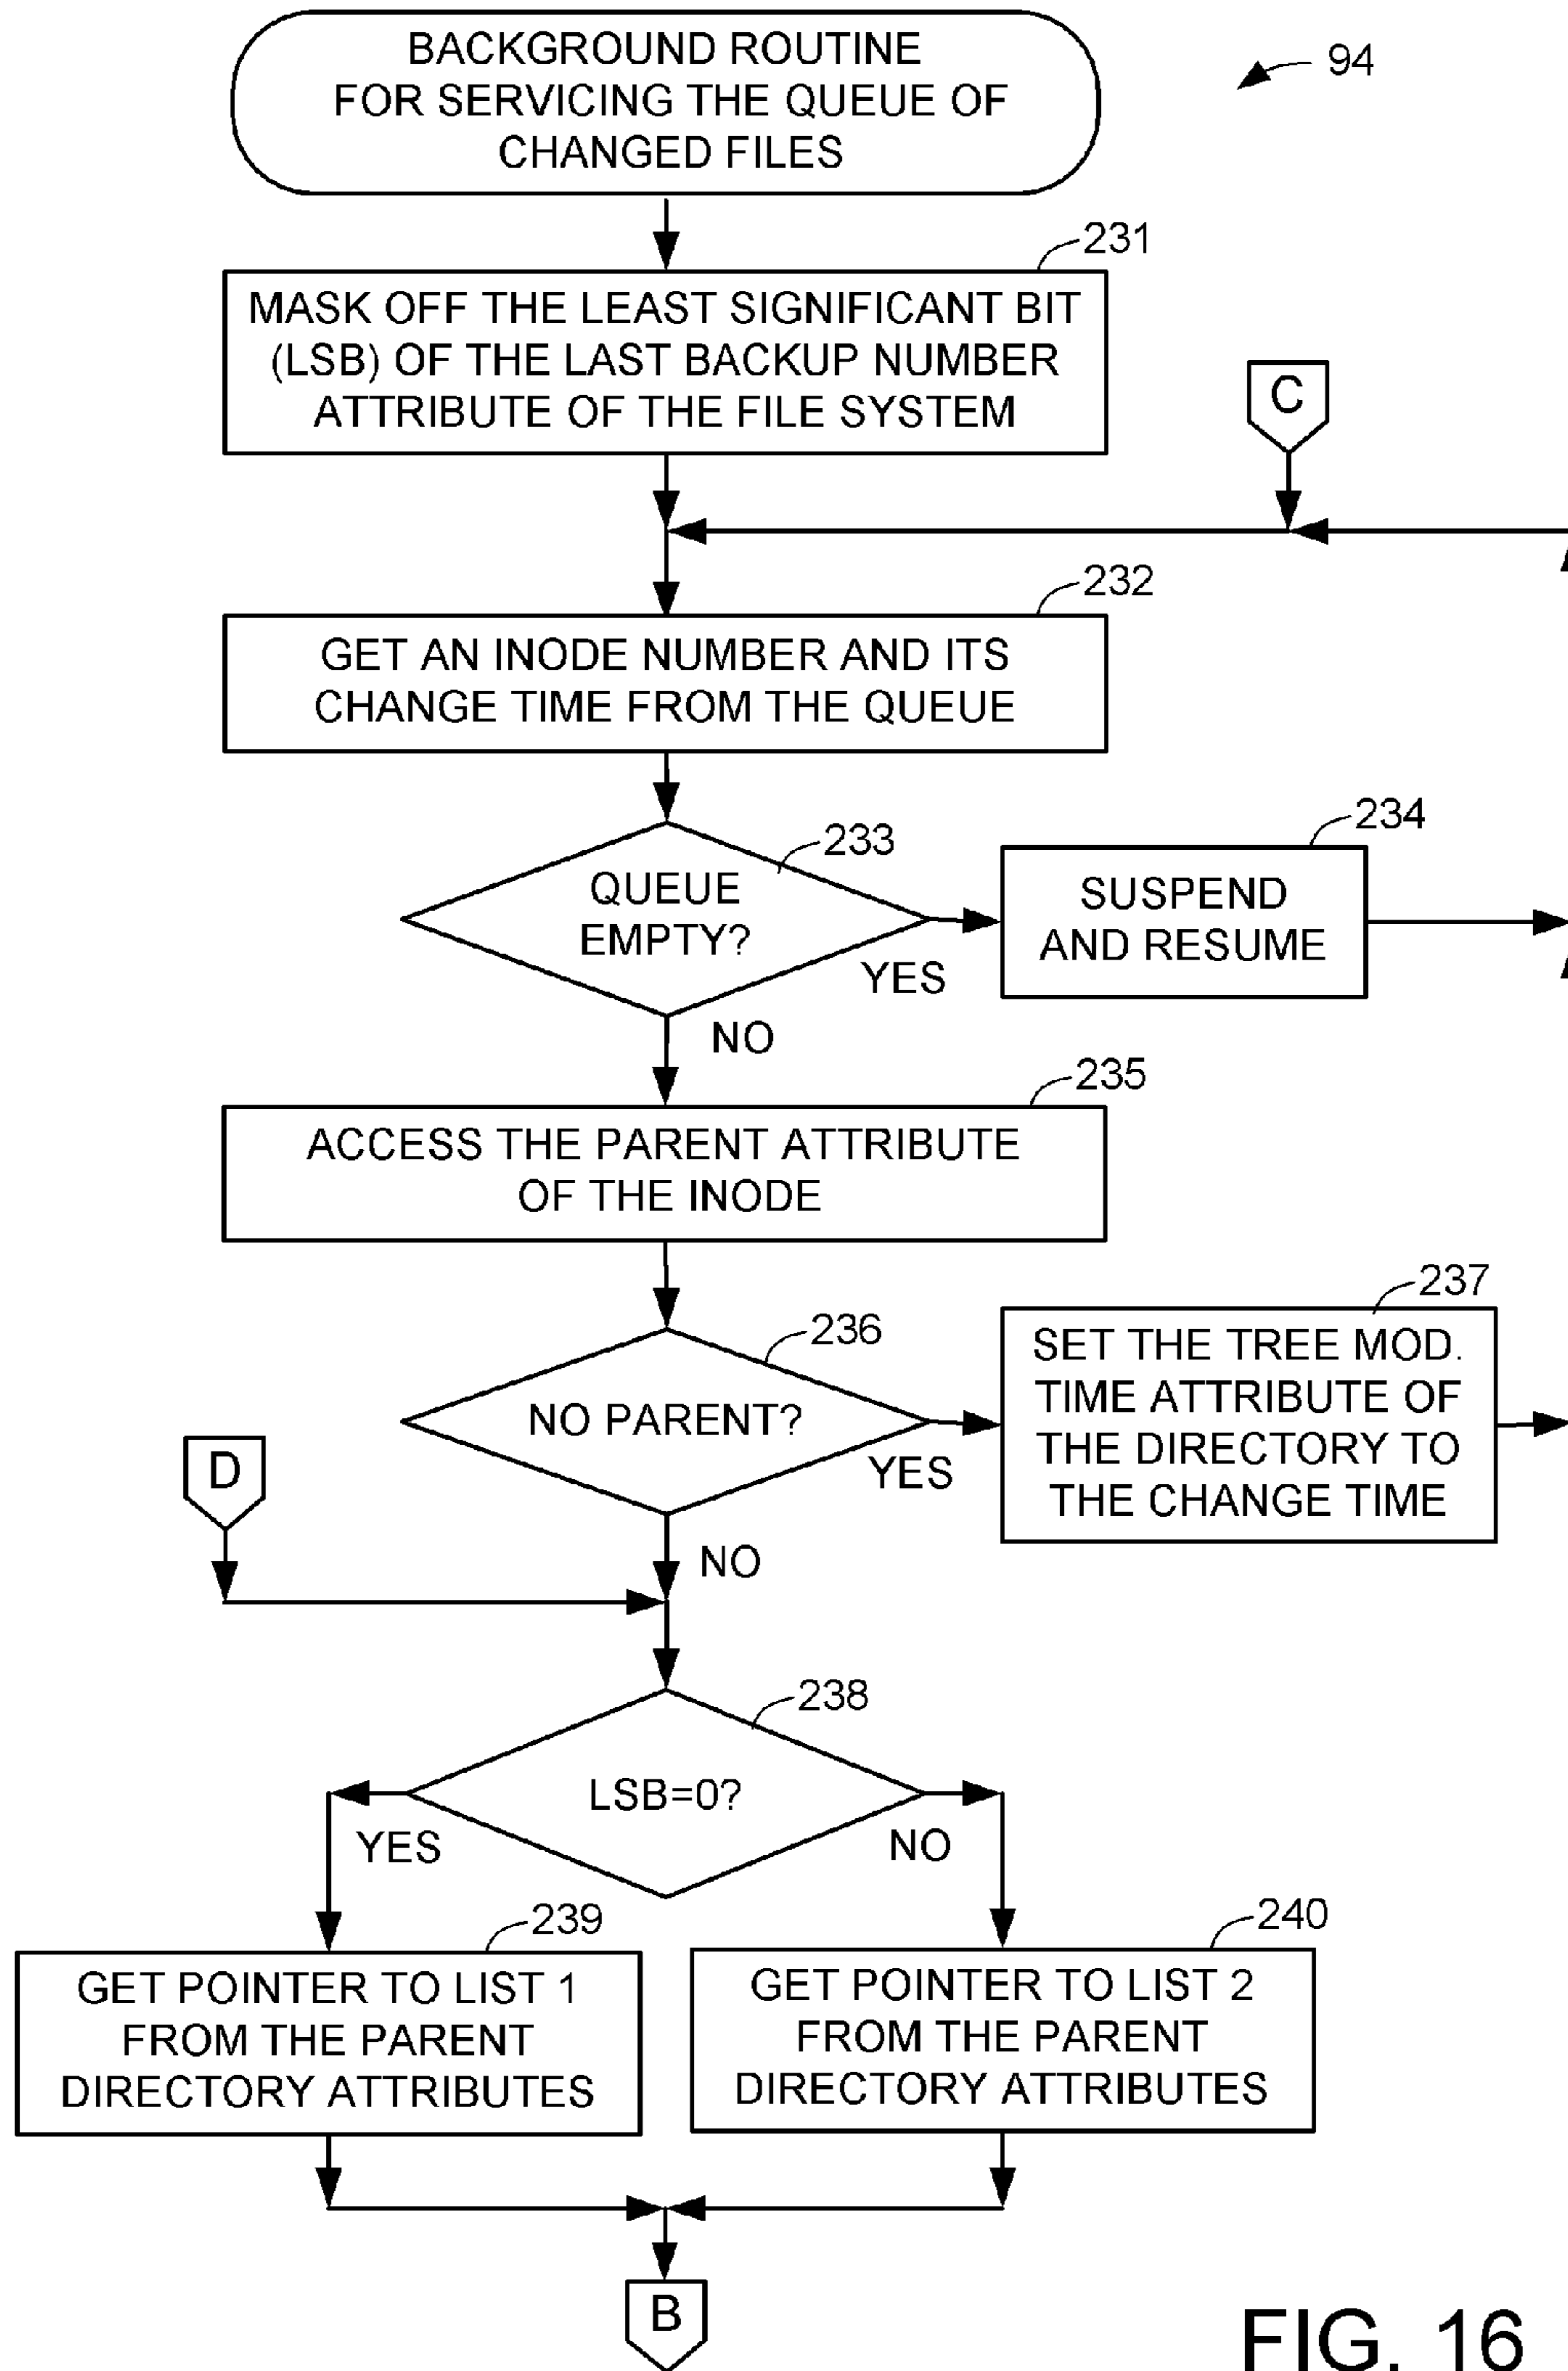 BACKGROUND ROUTINE
FOR SERVICING THE QUEUE OF
CHANGED FILES
94
231
MASK OFF THE LEAST SIGNIFICANT BIT
(LSB) OF THE LAST BACKUP NUMBER
ATTRIBUTE OF THE FILE SYSTEM
C
232
GET AN INODE NUMBER AND ITS
CHANGE TIME FROM THE QUEUE
233
QUEUE
EMPTY?
YES
NO
234
SUSPEND
AND RESUME
235
ACCESS THE PARENT ATTRIBUTE
OF THE INODE
236
NO PARENT?
YES
NO
237
SET THE TREE MOD.
TIME ATTRIBUTE OF
THE DIRECTORY TO
THE CHANGE TIME
D
238
LSB=0?
YES
NO
239
GET POINTER TO LIST 1
FROM THE PARENT
DIRECTORY ATTRIBUTES
240
GET POINTER TO LIST 2
FROM THE PARENT
DIRECTORY ATTRIBUTES
B
FIG. 16